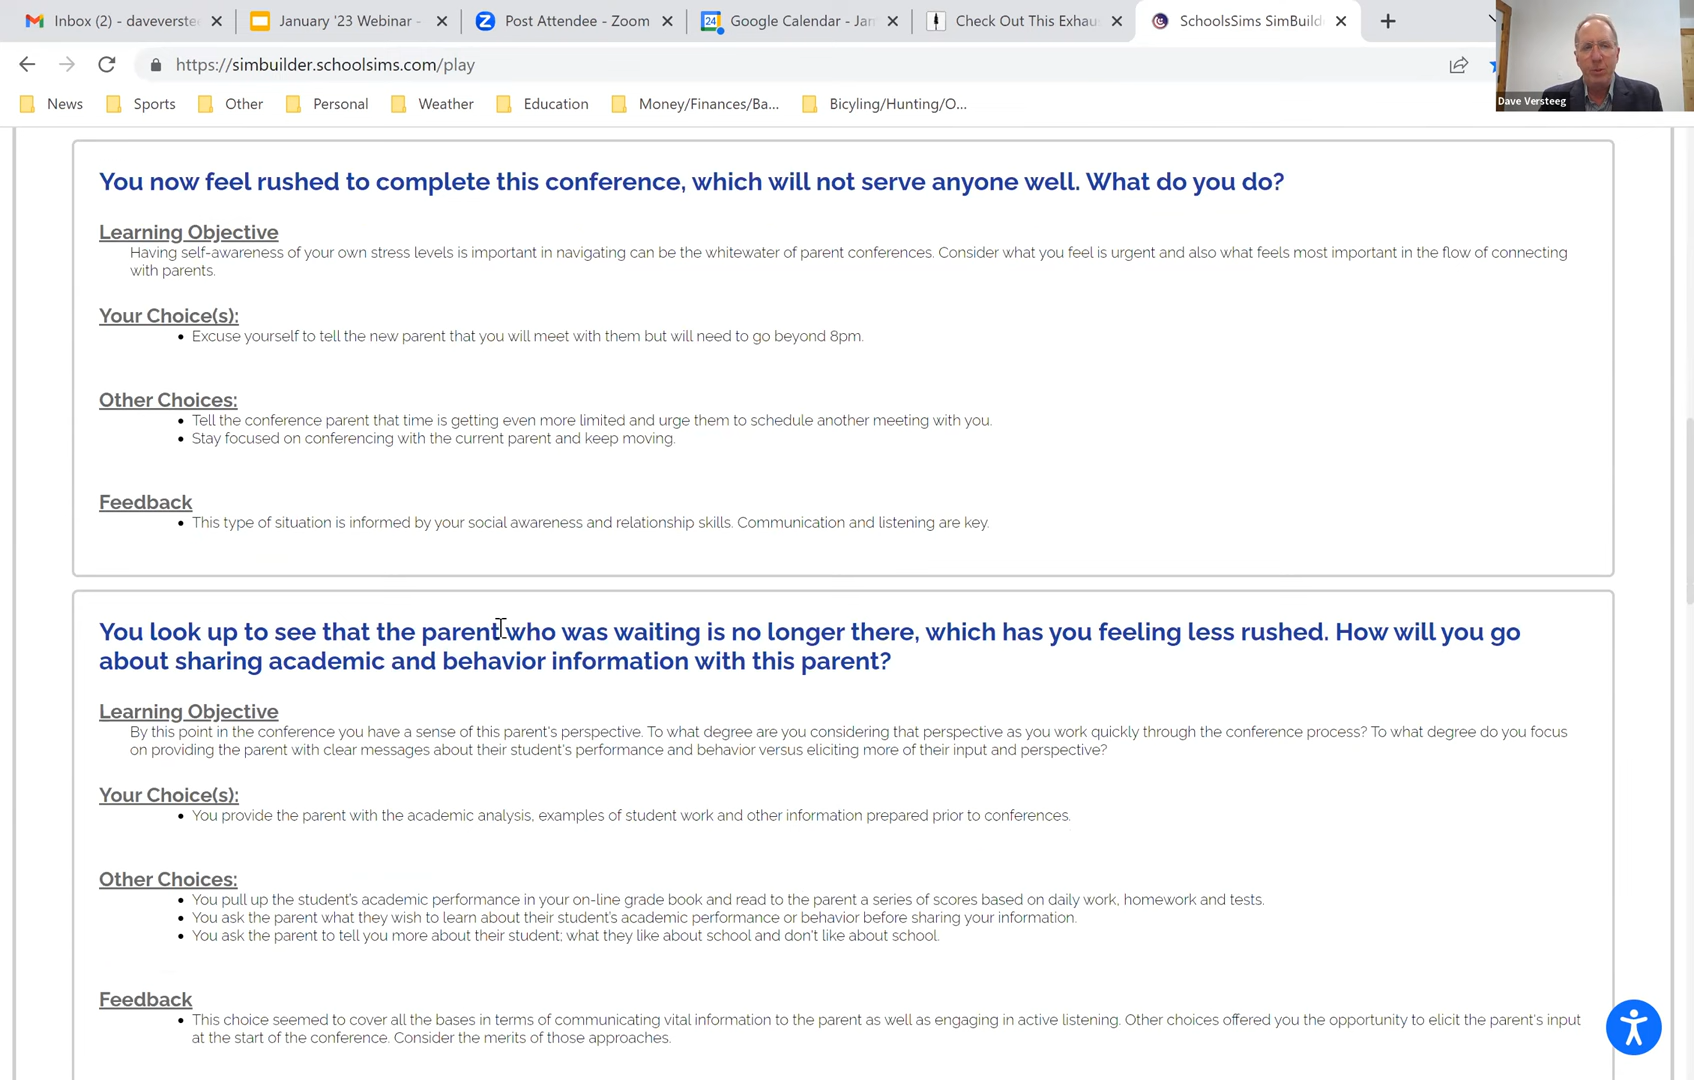 Inbox (2) - daveverste
January '23 Webinar -
Post Attendee - Zoom
24
Google Calendar - Jan
Check Out This Exhau
SchoolsSims SimBuild
https://simbuilder.schoolsims.com/play
Dave Versteeg
News
Sports
Other
Personal
Weather
Education
Money/Finances/Ba...
Bicyling/Hunting/O...
You now feel rushed to complete this conference, which will not serve anyone well. What do you do?
Learning Objective
Having self-awareness of your own stress levels is important in navigating can be the whitewater of parent conferences. Consider what you feel is urgent and also what feels most important in the flow of connecting
with parents.
Your Choice(s):
• Excuse yourself to tell the new parent that you will meet with them but will need to go beyond 8pm.
Other Choices:
• Tell the conference parent that time is getting even more limited and urge them to schedule another meeting with you.
• Stay focused on conferencing with the current parent and keep moving.
Feedback
• This type of situation is informed by your social awareness and relationship skills. Communication and listening are key.
You look up to see that the parent who was waiting is no longer there, which has you feeling less rushed. How will you go
about sharing academic and behavior information with this parent?
Learning Objective
By this point in the conference you have a sense of this parent's perspective. To what degree are you considering that perspective as you work quickly through the conference process? To what degree do you focus
on providing the parent with clear messages about their student's performance and behavior versus eliciting more of their input and perspective?
Your Choice(s):
• You provide the parent with the academic analysis, examples of student work and other information prepared prior to conferences.
Other Choices:
• You pull up the student's academic performance in your on-line grade book and read to the parent a series of scores based on daily work, homework and tests.
• You ask the parent what they wish to learn about their student's academic performance or behavior before sharing your information.
• You ask the parent to tell you more about their student; what they like about school and don't like about school.
Feedback
• This choice seemed to cover all the bases in terms of communicating vital information to the parent as well as engaging in active listening. Other choices offered you the opportunity to elicit the parent's input
at the start of the conference. Consider the merits of those approaches.